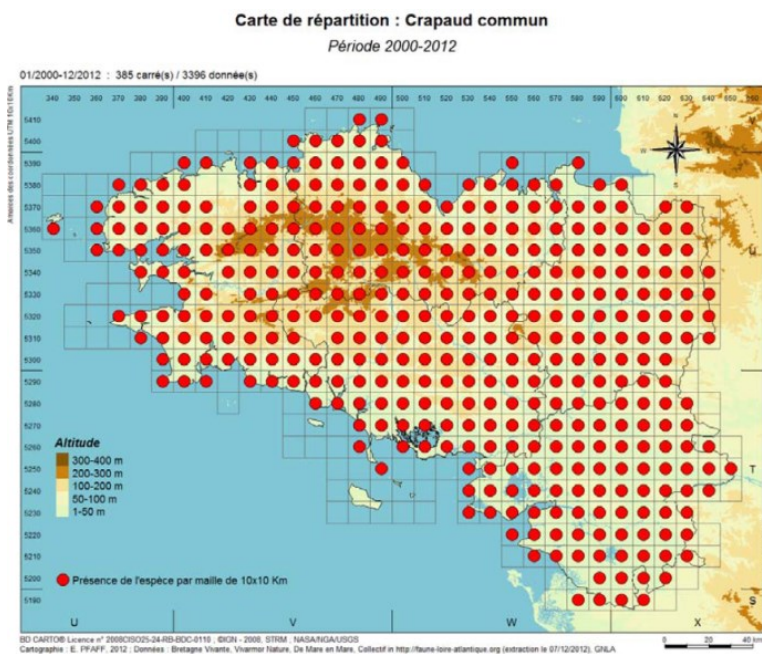 Carte de répartition : Crapaud commun
Période 2000-2012
01/2000-12/2012 : 385 carré(s) / 3396 donnée(s)
340 360 370 380 390 400 410 420 430 440 450 460 470 480 490 500 510 520 530 540 550 560 570 580 590 600 610 620 630 640 650 660
5410
5400
5390
5380
5370
5360
5350
5340
5330
5320
5310
5300
5290
5280
5270
5260
5250
5240
5230
5220
5210
5200
5190
N
W
E
S
V
U
T
S
Altitude
300-400 m
200-300 m
100-200 m
50-100 m
1-50 m
Présence de l'espèce par maille de 10x10 Km
U V W X
0 20 40 km
BD CARTO® Licence n° 2008CISO25-24-RB-BDC-0110 , ©IGN - 2008, STRM , NASA/NGA/USGS
Cartographie : E. PFAFF, 2012 ; Données : Bretagne Vivante, Vivarmor Nature, De Mare en Mare, Collectif in http://faune-loire-atlantique.org (extraction le 07/12/2012), GNLA